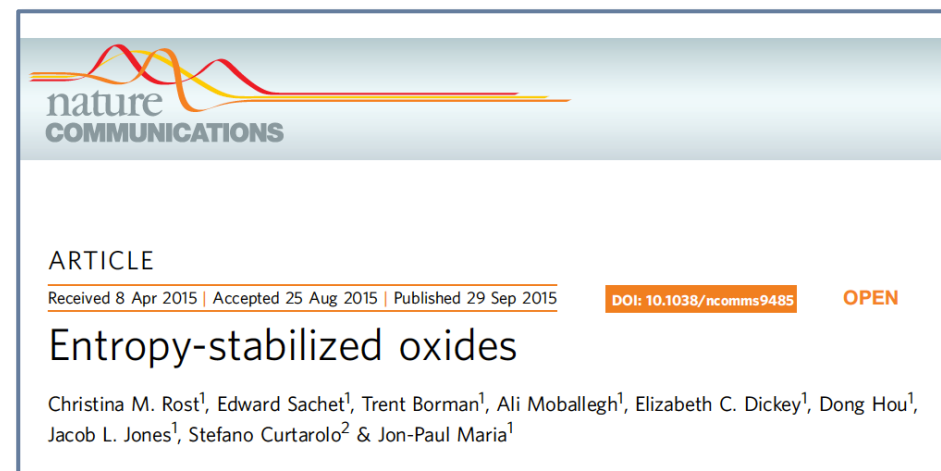 nature
COMMUNICATIONS
ARTICLE
Received 8 Apr 2015 | Accepted 25 Aug 2015 | Published 29 Sep 2015
DOI: 10.1038/ncomms9485
OPEN
Entropy-stabilized oxides
Christina M. Rost1, Edward Sachet1, Trent Borman1, Ali Moballegh1, Elizabeth C. Dickey1, Dong Hou1,
Jacob L. Jones1, Stefano Curtarolo2 & Jon-Paul Maria1